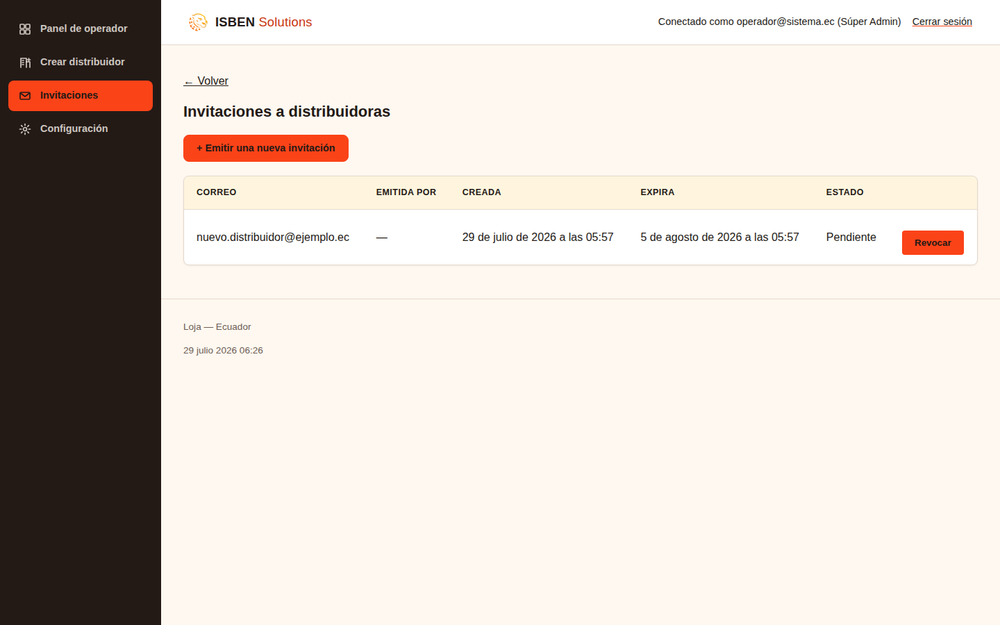 Panel de operador
Crear distribuidor
Invitaciones
Configuración
ISBEN Solutions
Conectado como operador@sistema.ec (Súper Admin) Cerrar sesión
← Volver
Invitaciones a distribuidoras
+ Emitir una nueva invitación
CORREO EMITIDA POR CREADA EXPIRA ESTADO
nuevo.distribuidor@ejemplo.ec — 29 de julio de 2026 a las 05:57 5 de agosto de 2026 a las 05:57 Pendiente Revocar
Loja — Ecuador
29 julio 2026 06:26